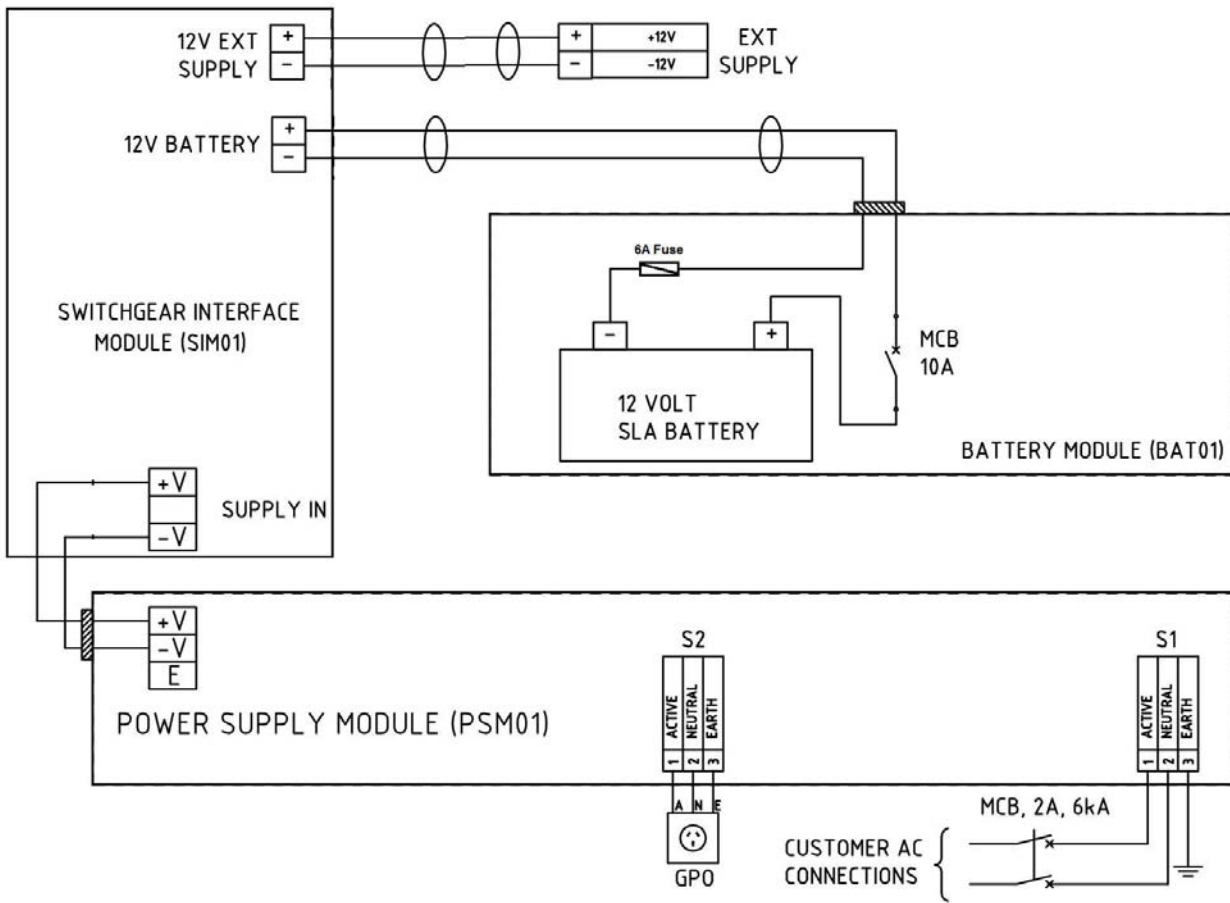 12V EXT
SUPPLY
+
−
+ +12V
− −12V
EXT
SUPPLY
12V BATTERY
+
−
6A Fuse
SWITCHGEAR INTERFACE
MODULE (SIM01)
−
+
MCB
10A
12 VOLT
SLA BATTERY
BATTERY MODULE (BAT01)
+V
−V
SUPPLY IN
+V
−V
E
POWER SUPPLY MODULE (PSM01)
S2
ACTIVE
NEUTRAL
EARTH
1 2 3
A N E
GPO
S1
ACTIVE
NEUTRAL
EARTH
1 2 3
MCB, 2A, 6kA
CUSTOMER AC
CONNECTIONS